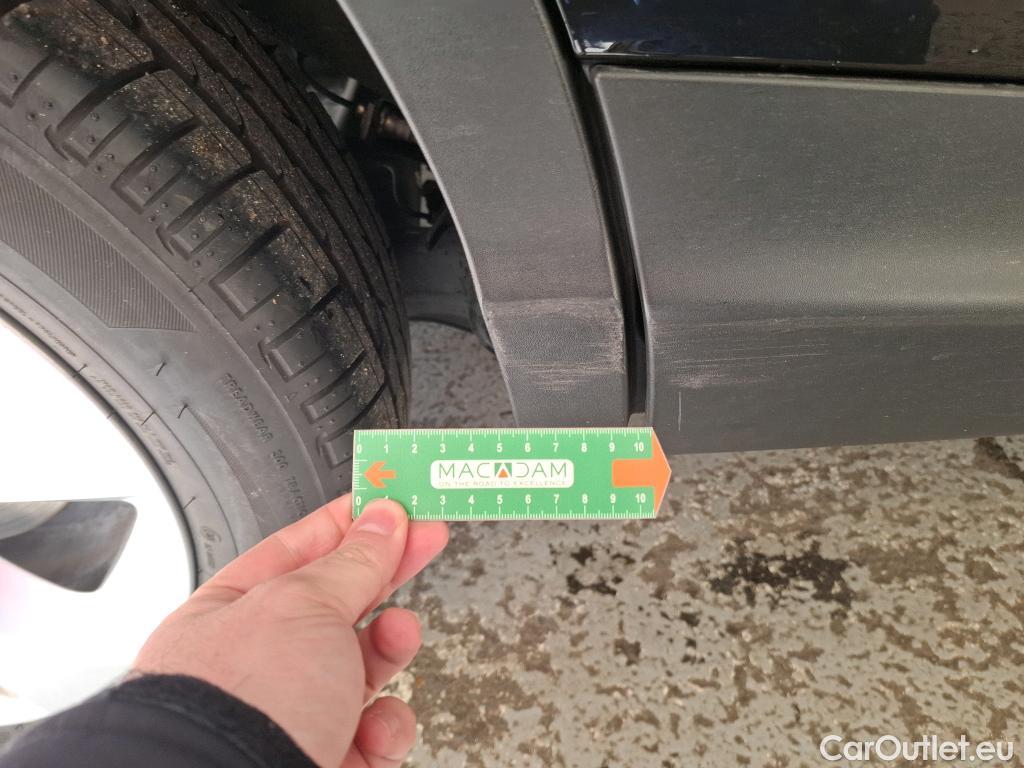 TREADWEAR 300
0 1 2 3 4 5 6 7 8 9 10
MACADAM
ON THE ROAD TO EXCELLENCE
0 1 2 3 4 5 6 7 8 9 10
CarOutlet.eu